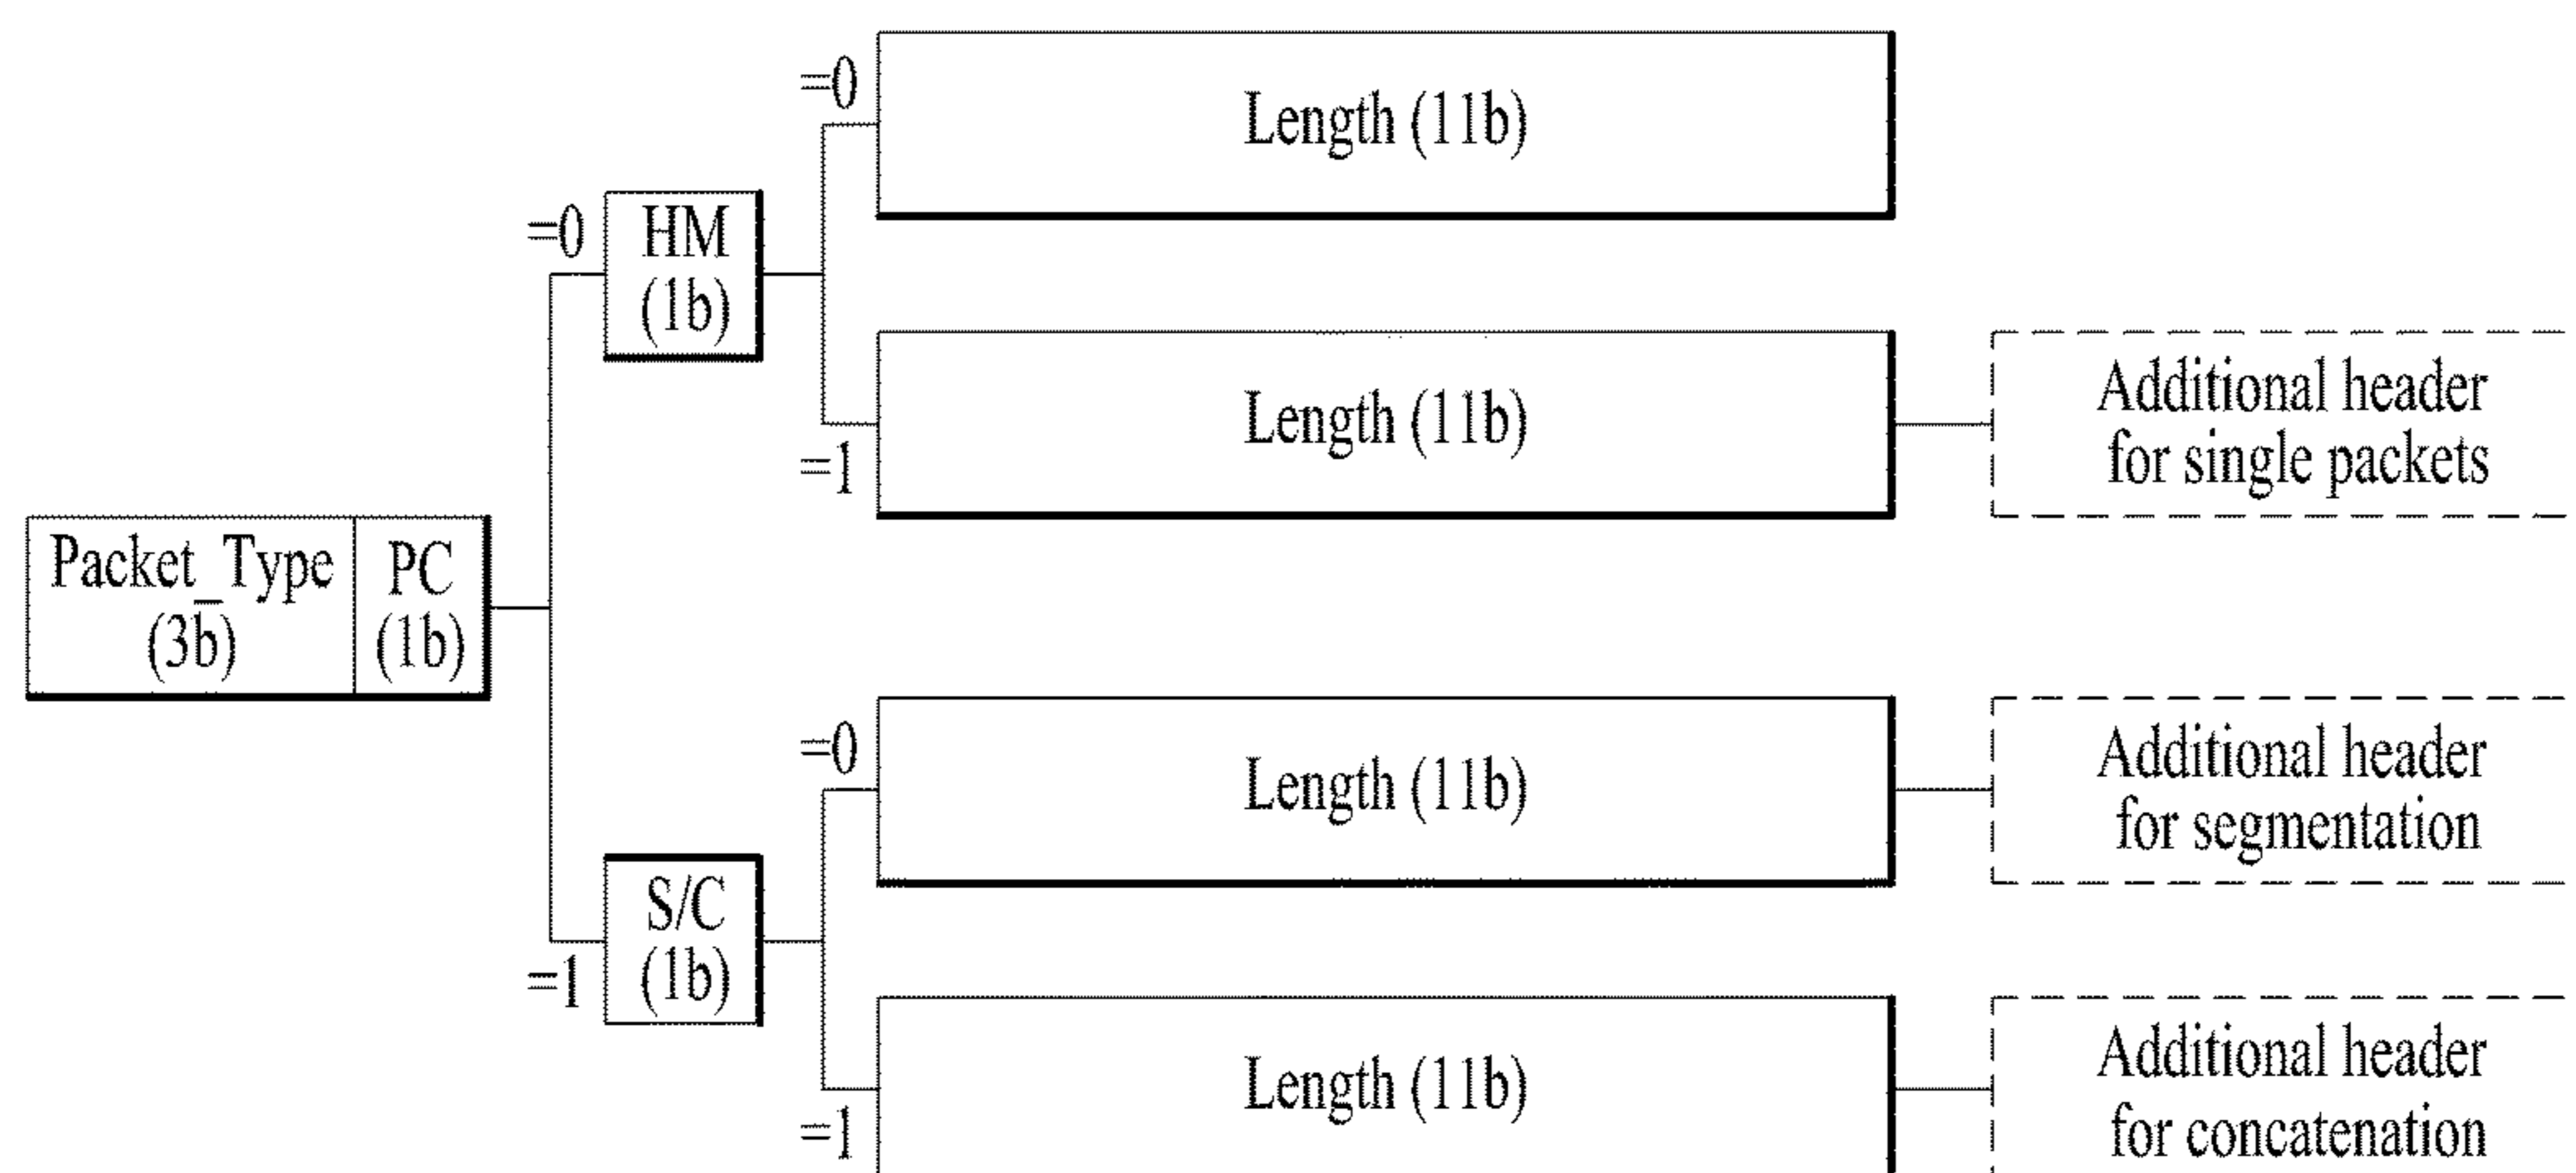 =0
Length (11b)
=0
HM
(1b)
Length (11b)
=1
Additional header
for single packets
Packet_Type
(3b)
PC
(1b)
=0
Length (11b)
Additional header
for segmentation
S/C
(1b)
=1
Length (11b)
=1
Additional header
for concatenation